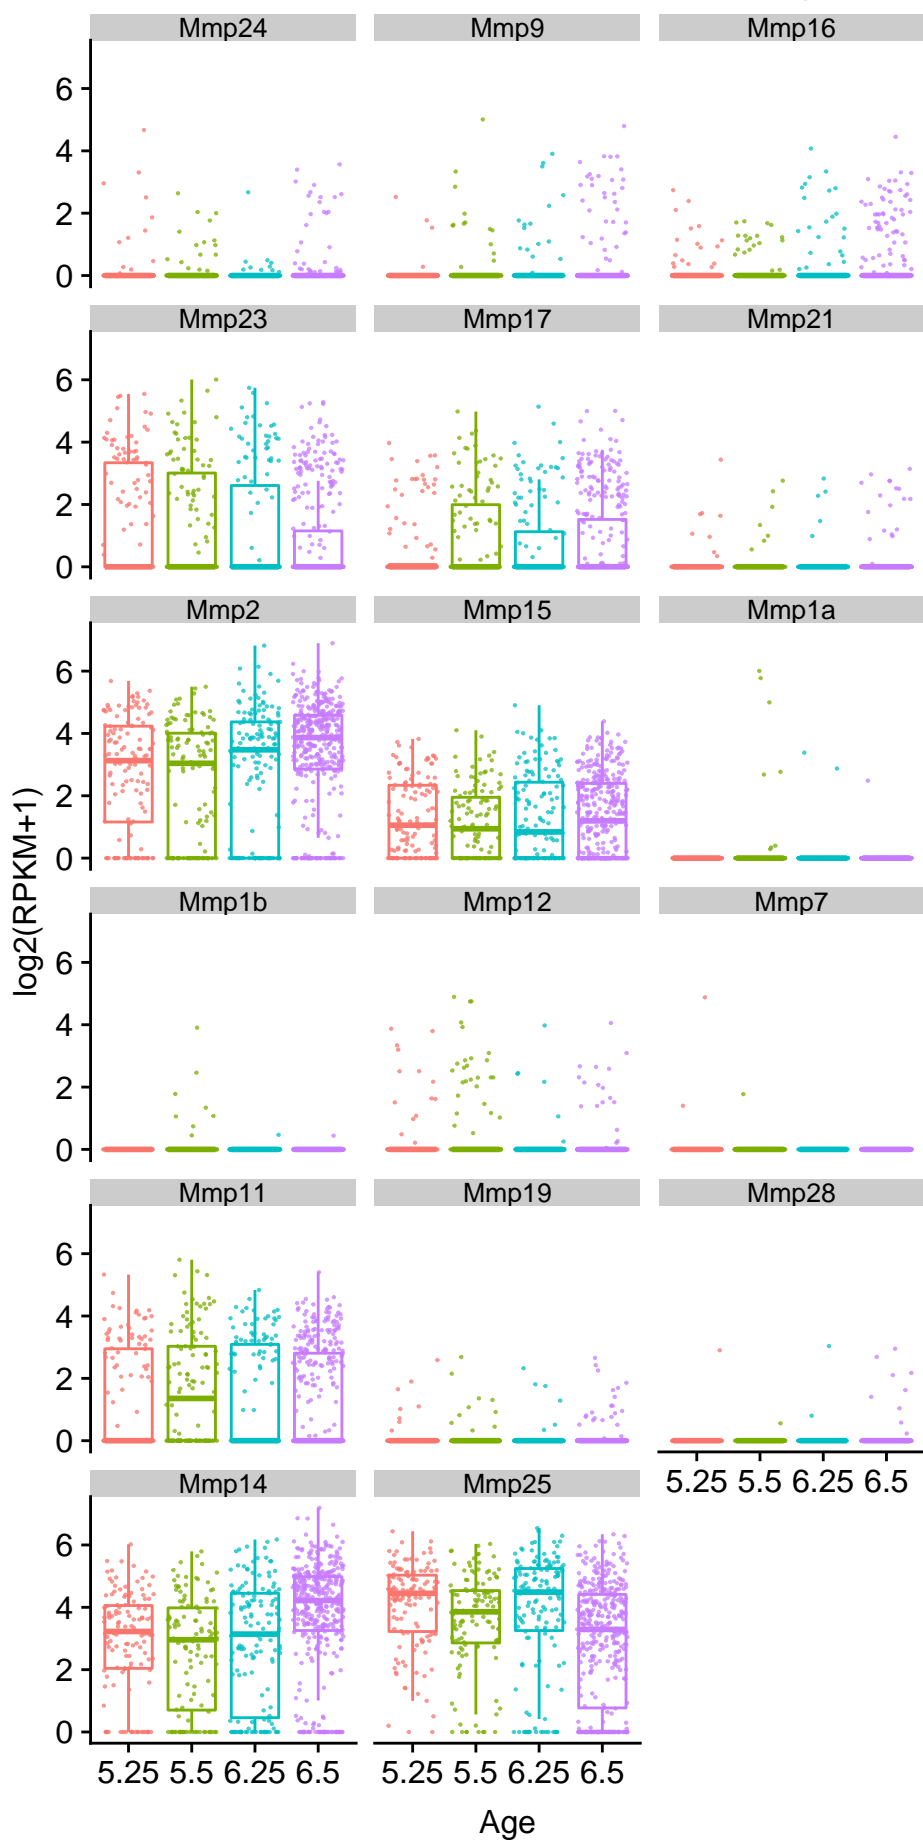 Mmp24 Mmp9 Mmp16
6
4
2
0
Mmp23 Mmp17 Mmp21
6
4
2
0
Mmp2 Mmp15 Mmp1a
6
4
2
0
log2(RPKM+1)
Mmp1b Mmp12 Mmp7
6
4
2
0
Mmp11 Mmp19 Mmp28
6
4
2
0
5.25 5.5 6.25 6.5
Mmp14 Mmp25
6
4
2
0
5.25 5.5 6.25 6.5 5.25 5.5 6.25 6.5
Age